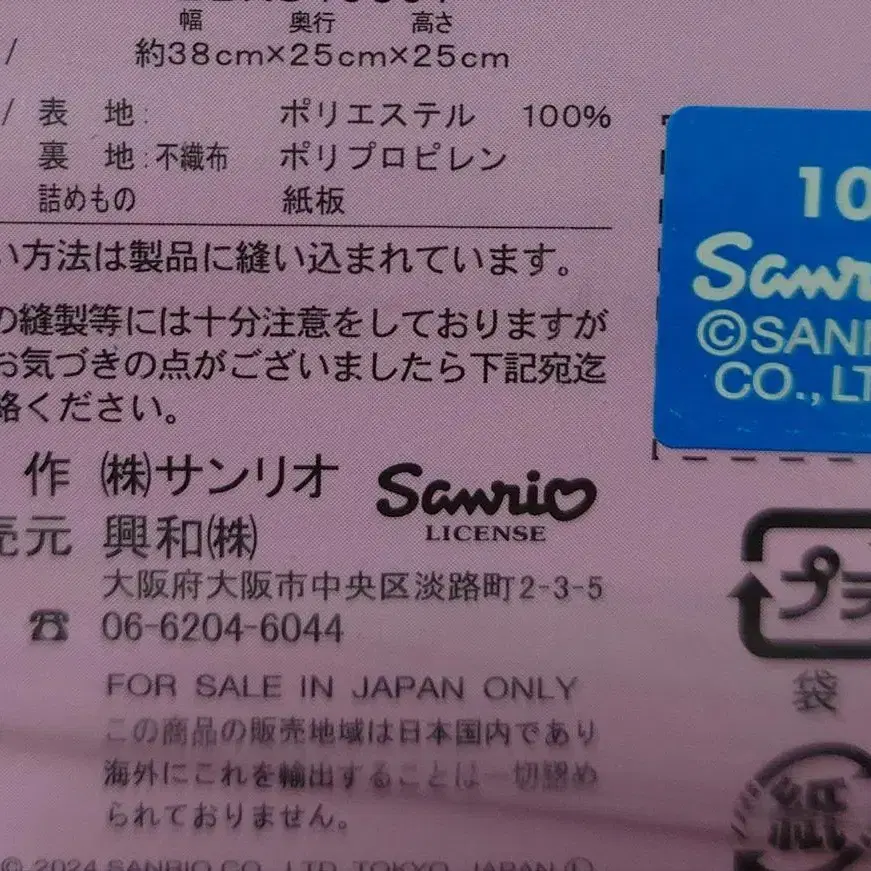 幅 奥行 高さ
約38cm×25cm×25cm
表 地: ポリエステル 100%
裏 地:不織布 ポリプロピレン
詰めもの 紙板
い方法は製品に縫い込まれています。
の縫製等には十分注意をしておりますが
お気づきの点がございましたら下記宛迄
絡ください。
作 (株)サンリオ
Sanrio
LICENSE
売元 興和(株)
大阪府大阪市中央区淡路町2-3-5
☎ 06-6204-6044
FOR SALE IN JAPAN ONLY
この商品の販売地域は日本国内であり
海外にこれを輸出することは一切認め
られておりません。
© 2024 SANRIO CO., LTD. TOKYO, JAPAN Ⓛ
10
Sanr
©SAN
CO., LT
プラ
袋
紙